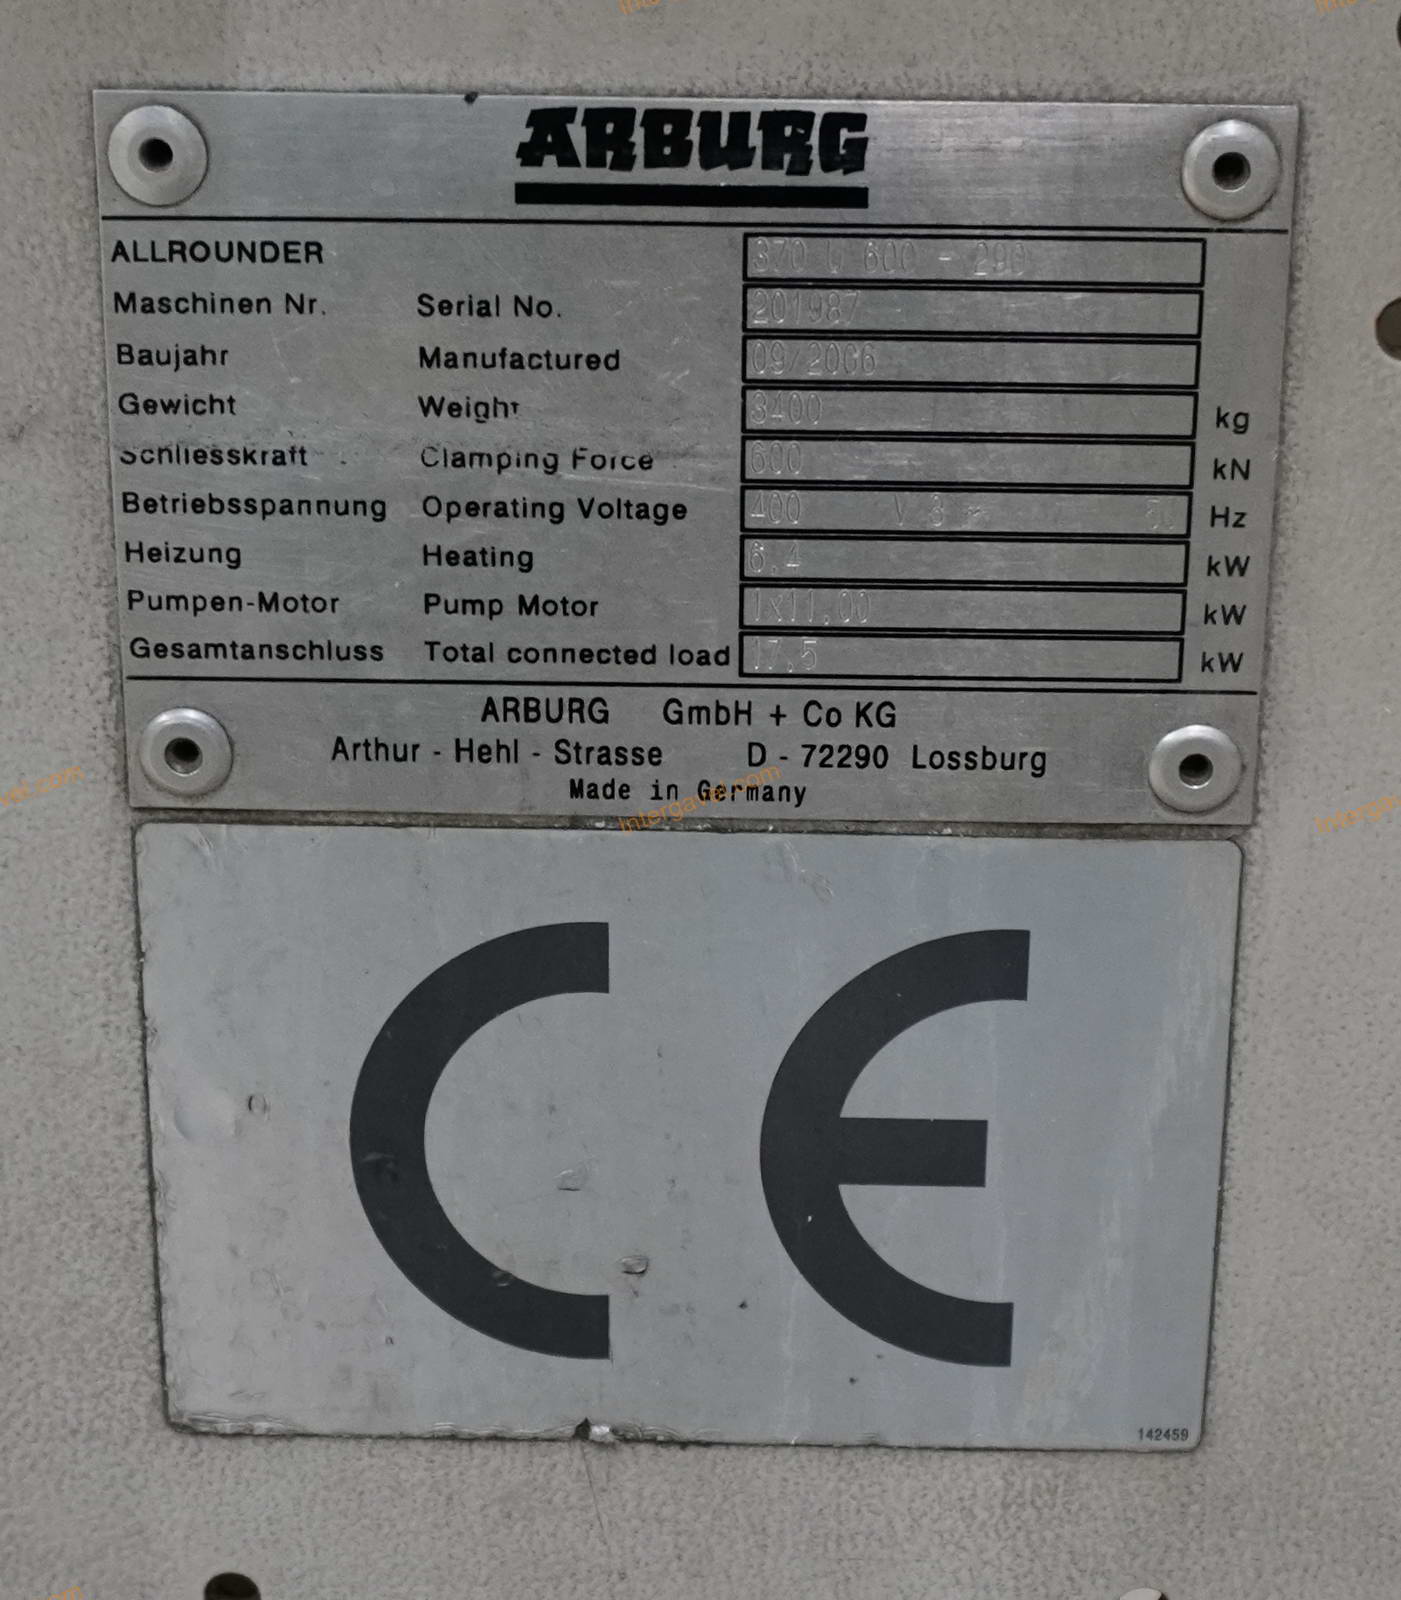 ARBURG
ALLROUNDER 370 U 600 - 290
Maschinen Nr. Serial No. 201987
Baujahr Manufactured 09/2006
Gewicht Weight 3400 kg
Schliesskraft Clamping Force 600 kN
Betriebsspannung Operating Voltage 400 V 3 ~ 50 Hz
Heizung Heating 6.4 kW
Pumpen-Motor Pump Motor 1x11.00 kW
Gesamtanschluss Total connected load 17.5 kW
ARBURG GmbH + Co KG
Arthur - Hehl - Strasse D - 72290 Lossburg
Made in Germany
Intergavel.com
CE
142459